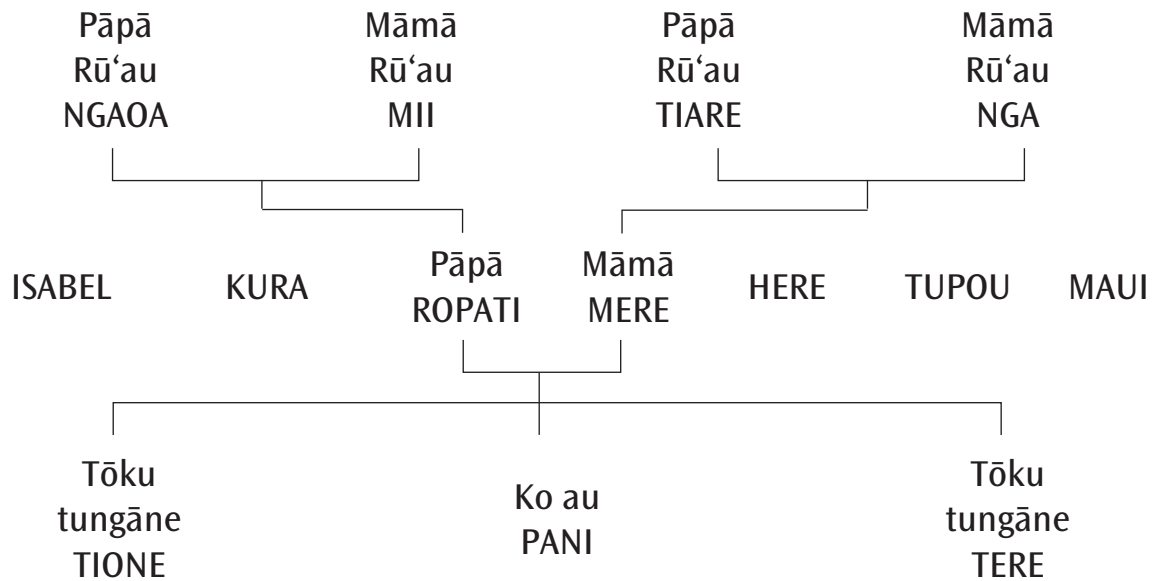 Pāpā
Rū‘au
NGAOA
Māmā
Rū‘au
MII
Pāpā
Rū‘au
TIARE
Māmā
Rū‘au
NGA
ISABEL
KURA
Pāpā
ROPATI
Māmā
MERE
HERE
TUPOU
MAUI
Tōku
tungāne
TIONE
Ko au
PANI
Tōku
tungāne
TERE